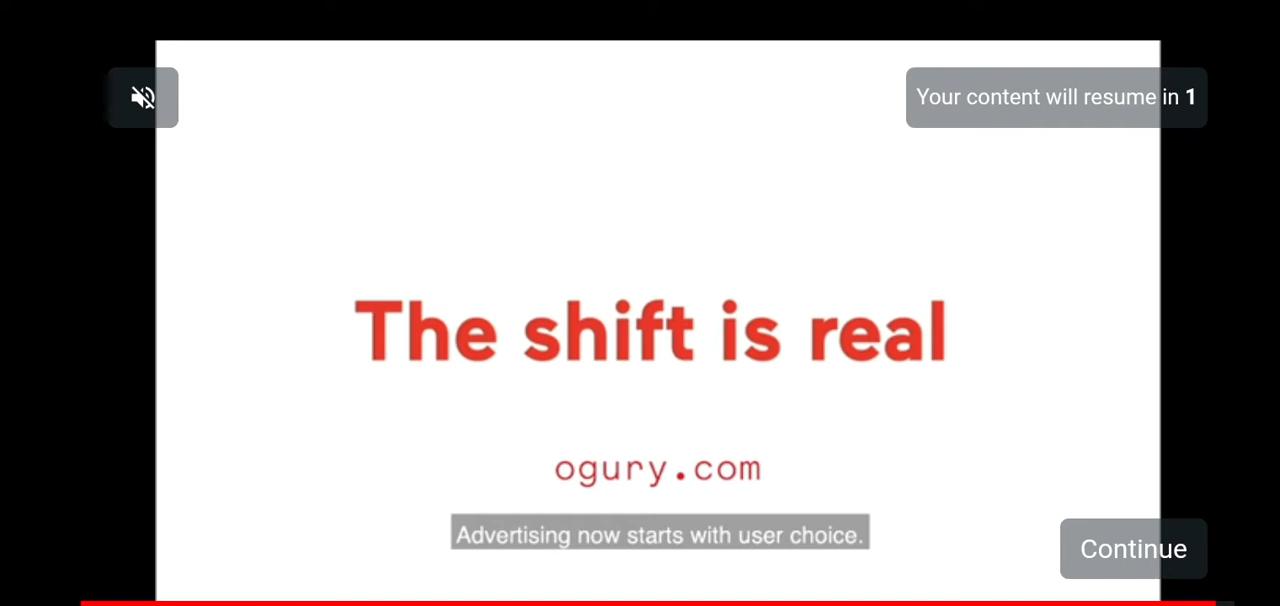 Your content will resume in 1
The shift is real
ogury.com
Advertising now starts with user choice.
Continue